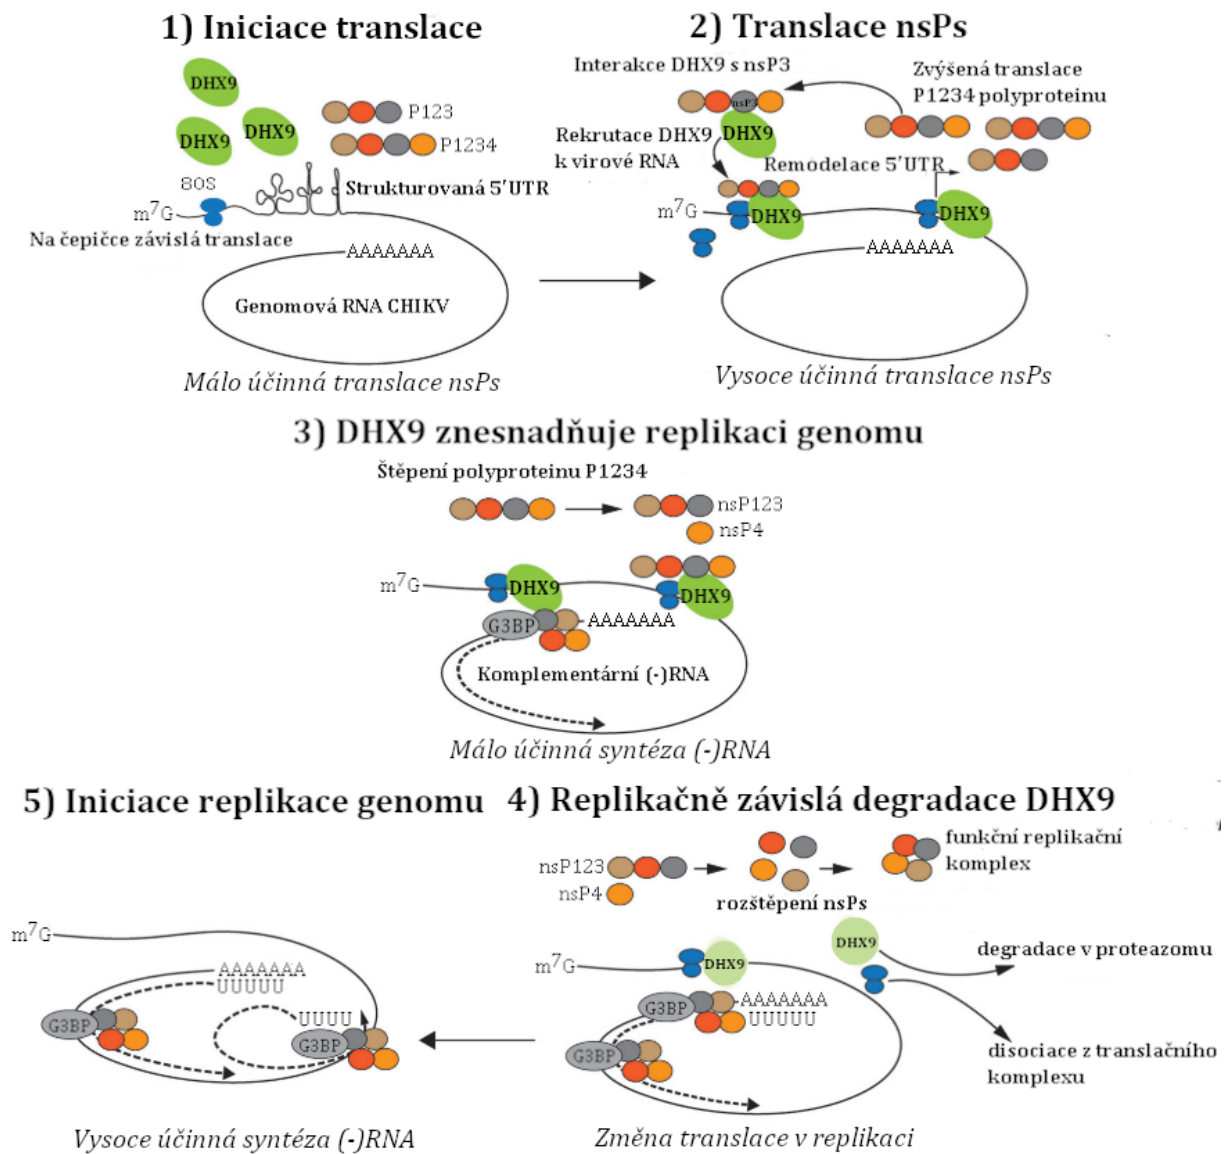 1) Iniciace translace
DHX9
DHX9
DHX9
P123
P1234
80S
Strukturovaná 5'UTR
m⁷G
Na čepičce závislá translace
AAAAAAA
Genomová RNA CHIKV
Málo účinná translace nsPs
2) Translace nsPs
Interakce DHX9 s nsP3
Zvýšená translace
P1234 polyproteinu
nsP3
DHX9
Rekrutace DHX9
k virové RNA
Remodelace 5'UTR
m⁷G
DHX9
DHX9
AAAAAAA
Vysoce účinná translace nsPs
3) DHX9 znesnadňuje replikaci genomu
Štěpení polyproteinu P1234
nsP123
nsP4
m⁷G
DHX9
DHX9
G3BP
AAAAAAA
Komplementární (-)RNA
Málo účinná syntéza (-)RNA
5) Iniciace replikace genomu
m⁷G
AAAAAAA
UUUUU
G3BP
UUUU
G3BP
Vysoce účinná syntéza (-)RNA
4) Replikačně závislá degradace DHX9
nsP123
nsP4
rozštěpení nsPs
funkční replikační
komplex
DHX9
degradace v proteazomu
m⁷G
DHX9
G3BP
AAAAAAA
UUUUU
G3BP
disociace z translačního
komplexu
Změna translace v replikaci